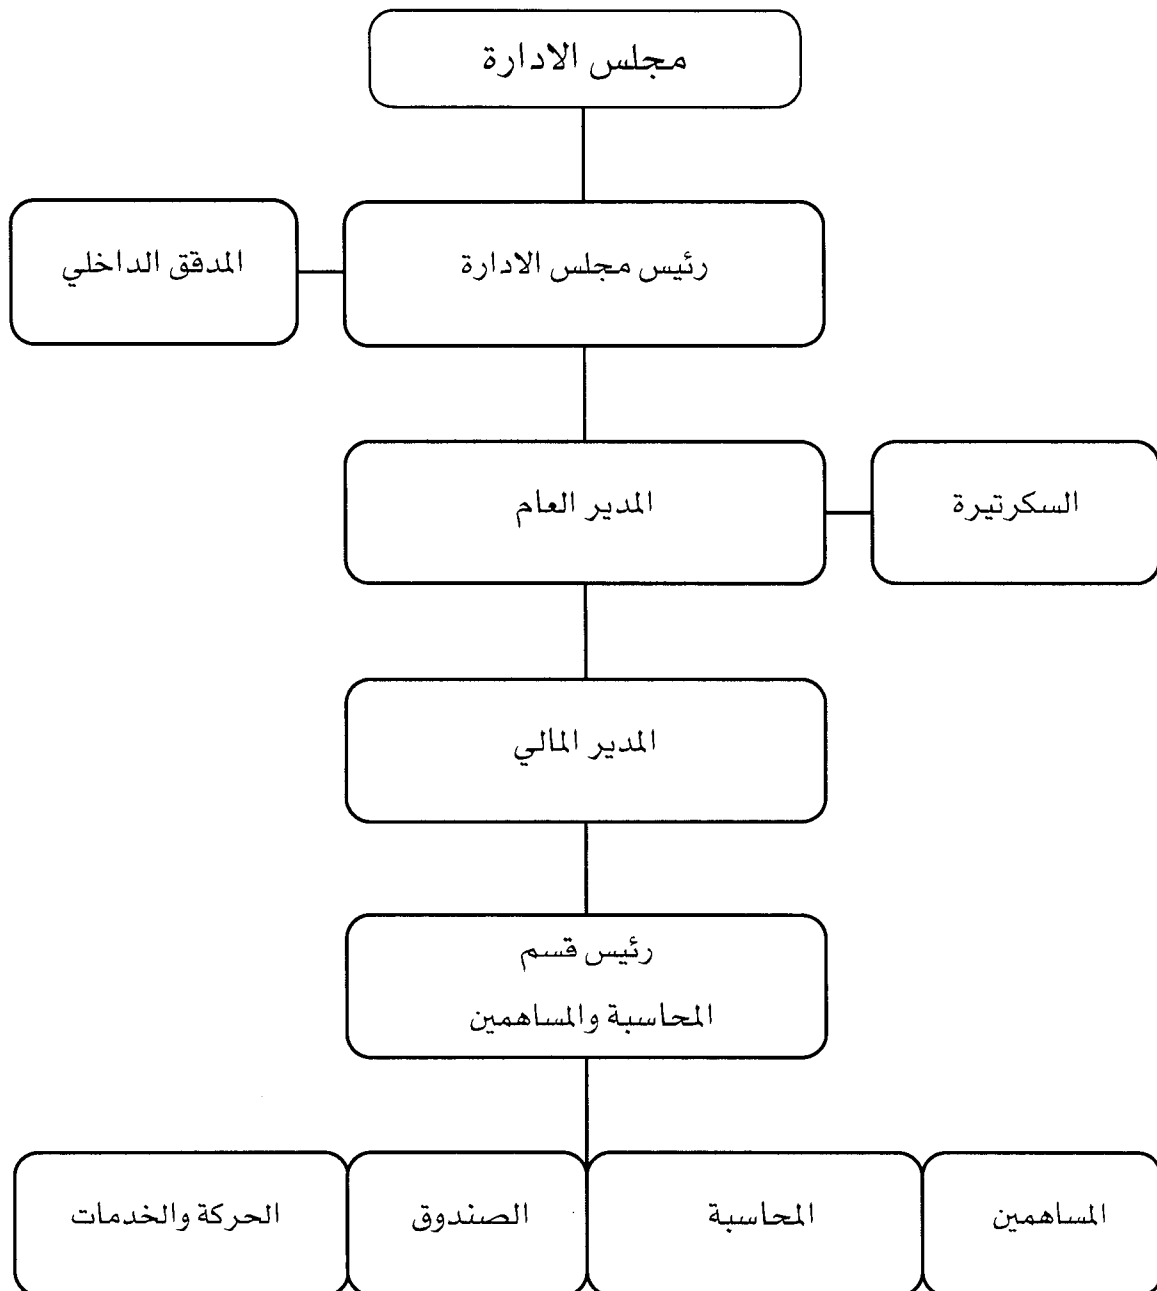 مجلس الادارة
رئيس مجلس الادارة
المدقق الداخلي
السكرتيرة
المدير العام
المدير المالي
رئيس قسم
المحاسبة والمساهمين
المساهمين
المحاسبة
الصندوق
الحركة والخدمات